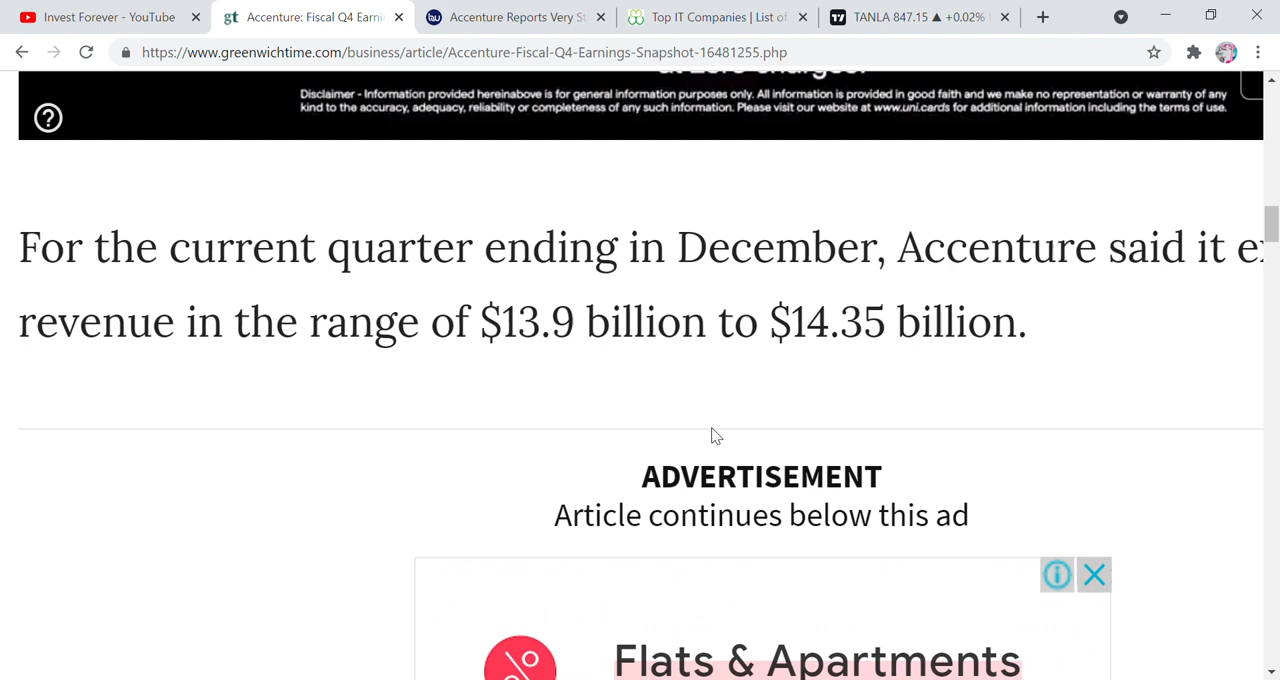 Invest Forever - YouTube
gt Accenture: Fiscal Q4 Earni
Accenture Reports Very St
Top IT Companies | List of
TANLA 847.15 ▲ +0.02%
https://www.greenwichtime.com/business/article/Accenture-Fiscal-Q4-Earnings-Snapshot-16481255.php
Disclaimer - Information provided hereinabove is for general information purposes only. All information is provided in good faith and we make no representation or warranty of any
kind to the accuracy, adequacy, reliability or completeness of any such information. Please visit our website at www.uni.cards for additional information including the terms of use.
For the current quarter ending in December, Accenture said it ex
revenue in the range of $13.9 billion to $14.35 billion.
ADVERTISEMENT
Article continues below this ad
Flats & Apartments